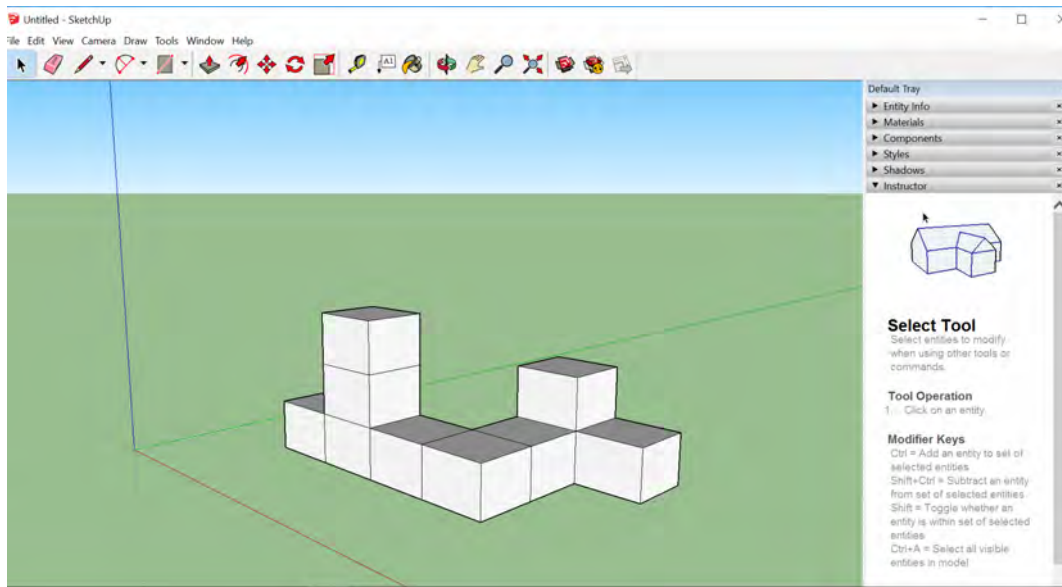 Untitled - SketchUp
File Edit View Camera Draw Tools Window Help
A1
Default Tray
Entity Info
Materials
Components
Styles
Shadows
Instructor
Select Tool
Select entities to modify
when using other tools or
commands.
Tool Operation
1. Click on an entity.
Modifier Keys
Ctrl = Add an entity to set of
selected entities
Shift+Ctrl = Subtract an entity
from set of selected entities
Shift = Toggle whether an
entity is within set of selected
entities
Ctrl+A = Select all visible
entities in model